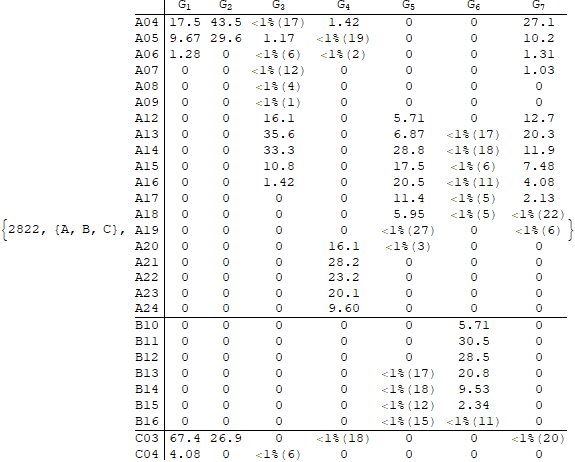 G1 G2 G3 G4 G5 G6 G7
A04 17.5 43.5 <1%(17) 1.42 0 0 27.1
A05 9.67 29.6 1.17 <1%(19) 0 0 10.2
A06 1.28 0 <1%(6) <1%(2) 0 0 1.31
A07 0 0 <1%(12) 0 0 0 1.03
A08 0 0 <1%(4) 0 0 0 0
A09 0 0 <1%(1) 0 0 0 0
A12 0 0 16.1 0 5.71 0 12.7
A13 0 0 35.6 0 6.87 <1%(17) 20.3
A14 0 0 33.3 0 28.8 <1%(18) 11.9
A15 0 0 10.8 0 17.5 <1%(6) 7.48
A16 0 0 1.42 0 20.5 <1%(11) 4.08
A17 0 0 0 0 11.4 <1%(5) 2.13
A18 0 0 0 0 5.95 <1%(5) <1%(22)
{2822, {A, B, C}, A19 0 0 0 0 <1%(27) 0 <1%(6) }
A20 0 0 0 16.1 <1%(3) 0 0
A21 0 0 0 28.2 0 0 0
A22 0 0 0 23.2 0 0 0
A23 0 0 0 20.1 0 0 0
A24 0 0 0 9.60 0 0 0
B10 0 0 0 0 0 5.71 0
B11 0 0 0 0 0 30.5 0
B12 0 0 0 0 0 28.5 0
B13 0 0 0 0 <1%(17) 20.8 0
B14 0 0 0 0 <1%(18) 9.53 0
B15 0 0 0 0 <1%(12) 2.34 0
B16 0 0 0 0 <1%(15) <1%(11) 0
C03 67.4 26.9 0 <1%(18) 0 0 <1%(20)
C04 4.08 0 <1%(6) 0 0 0 0